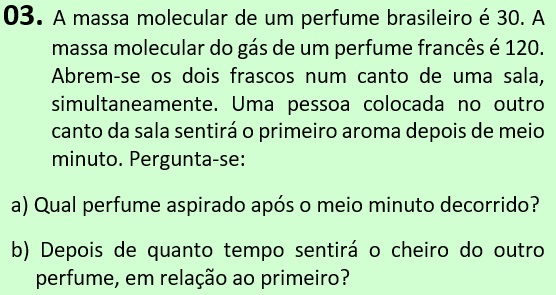 03. A massa molecular de um perfume brasileiro é 30. A
massa molecular do gás de um perfume francês é 120.
Abrem-se os dois frascos num canto de uma sala,
simultaneamente. Uma pessoa colocada no outro
canto da sala sentirá o primeiro aroma depois de meio
minuto. Pergunta-se:
a) Qual perfume aspirado após o meio minuto decorrido?
b) Depois de quanto tempo sentirá o cheiro do outro
perfume, em relação ao primeiro?